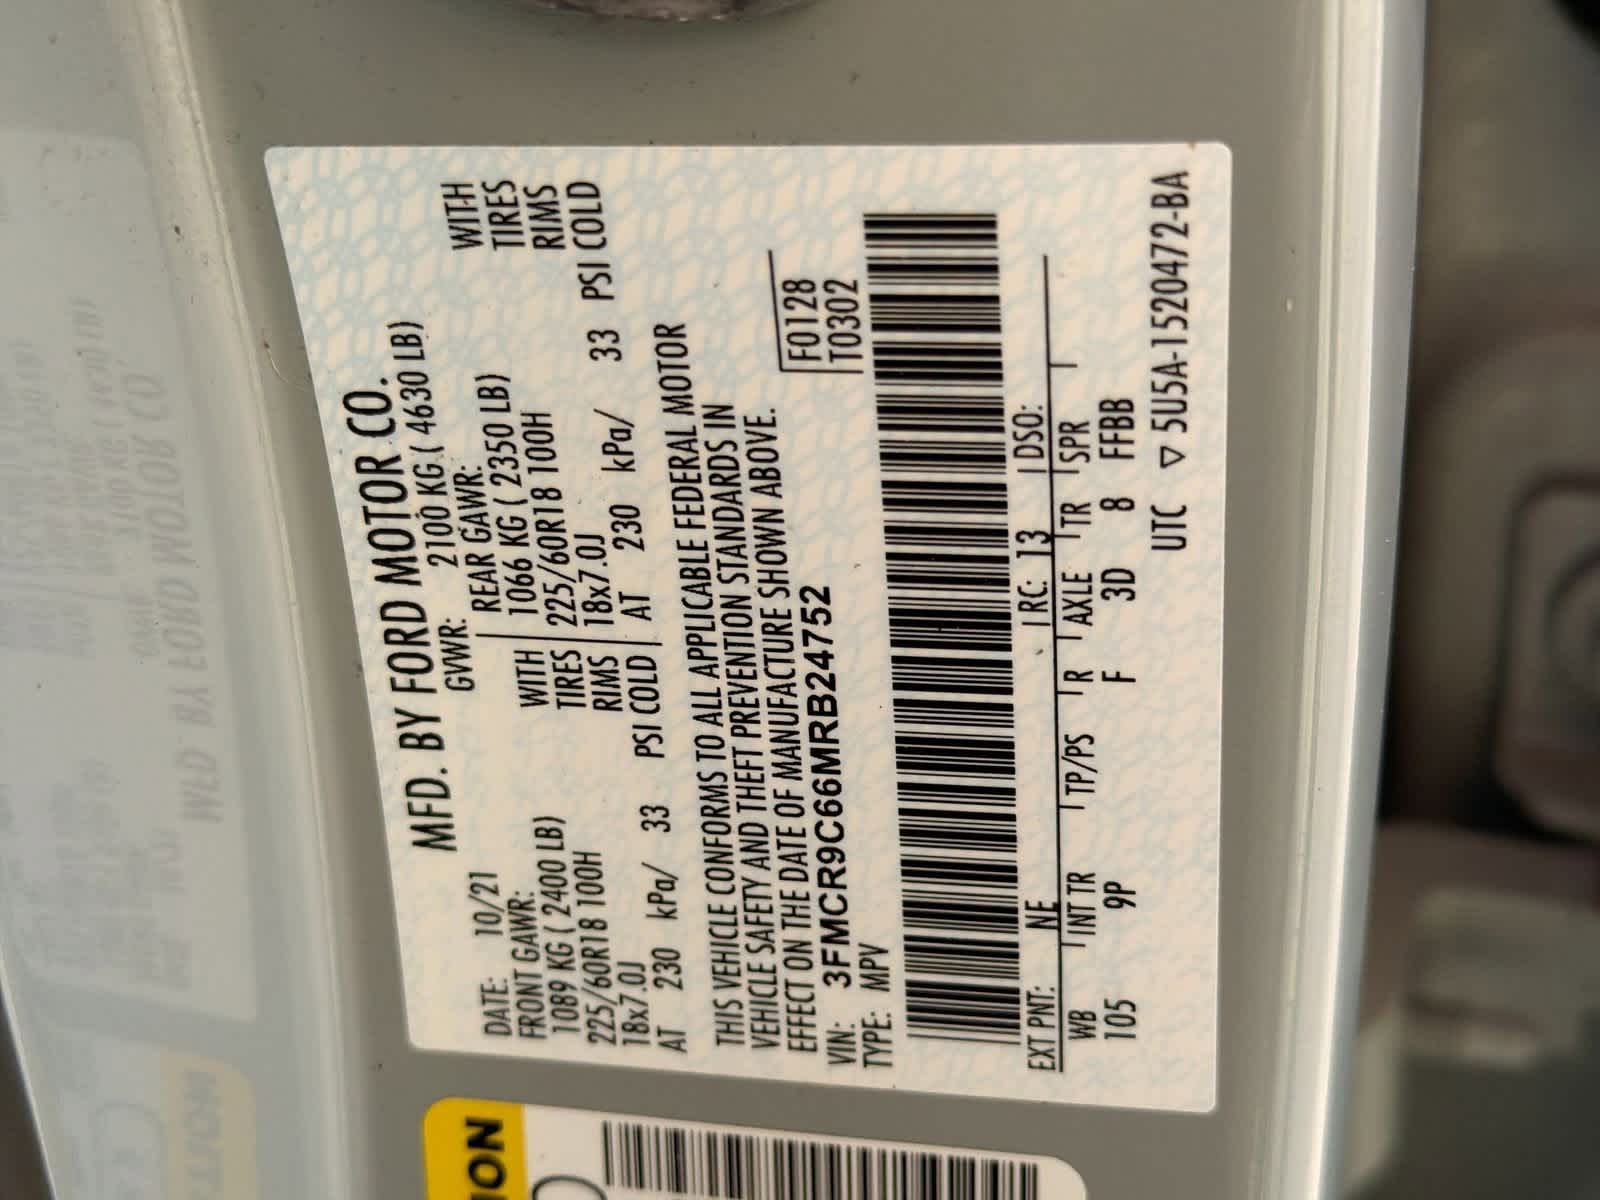 MFD. BY FORD MOTOR CO.
DATE: 10/21 GVWR: 2100 KG ( 4630 LB)
FRONT GAWR: REAR GAWR:
1089 KG ( 2400 LB) WITH 1066 KG ( 2350 LB) WITH
225/60R18 100H TIRES 225/60R18 100H TIRES
18x7.0J RIMS 18x7.0J RIMS
AT 230 kPa/ 33 PSI COLD AT 230 kPa/ 33 PSI COLD
THIS VEHICLE CONFORMS TO ALL APPLICABLE FEDERAL MOTOR
VEHICLE SAFETY AND THEFT PREVENTION STANDARDS IN
EFFECT ON THE DATE OF MANUFACTURE SHOWN ABOVE.
VIN: 3FMCR9C66MRB24752 F0128
TYPE: MPV T0302
EXT PNT: NE RC: 13 DSO:
WB INT TR TP/PS R AXLE TR SPR
105 9P F 3D 8 FFBB
UTC ▽ 5U5A-1520472-BA